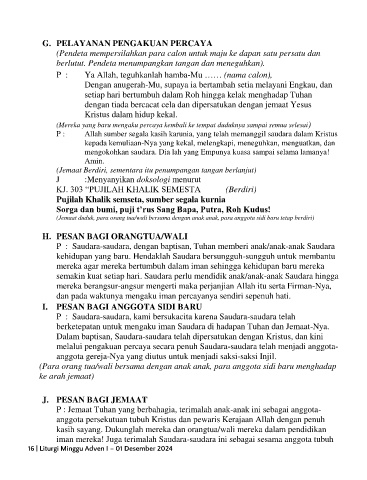 G. PELAYANAN PENGAKUAN PERCAYA
(Pendeta mempersilahkan para calon untuk maju ke dapan satu persatu dan
berlutut. Pendeta menumpangkan tangan dan meneguhkan).
P : Ya Allah, teguhkanlah hamba-Mu …… (nama calon),
Dengan anugerah-Mu, supaya ia bertambah setia melayani Engkau, dan
setiap hari bertumbuh dalam Roh hingga kelak menghadap Tuhan
dengan tiada bercacat cela dan dipersatukan dengan jemaat Yesus
Kristus dalam hidup kekal.
(Mereka yang baru mengaku percaya kembali ke tempat duduknya sampai semua selesai)
P : Allah sumber segala kasih karunia, yang telah memanggil saudara dalam Kristus
kepada kemuliaan-Nya yang kekal, melengkapi, meneguhkan, menguatkan, dan
mengokohkan saudara. Dia lah yang Empunya kuasa sampai selama lamanya!
Amin.
(Jemaat Berdiri, sementara itu penumpangan tangan berlanjut)
J :Menyanyikan doksologi menurut
KJ. 303 "PUJILAH KHALIK SEMESTA (Berdiri)
Pujilah Khalik semseta, sumber segala kurnia
Sorga dan bumi, puji t'rus Sang Bapa, Putra, Roh Kudus!
(Jemaat duduk, para orang tua/wali bersama dengan anak anak, para anggota sidi baru tetap berdiri)
H. PESAN BAGI ORANGTUA/WALI
P : Saudara-saudara, dengan baptisan, Tuhan memberi anak/anak-anak Saudara
kehidupan yang baru. Hendaklah Saudara bersungguh-sungguh untuk membantu
mereka agar mereka bertumbuh dalam iman sehingga kehidupan baru mereka
semakin kuat setiap hari. Saudara perlu mendidik anak/anak-anak Saudara hingga
mereka berangsur-angsur mengerti maka perjanjian Allah itu serta Firman-Nya,
dan pada waktunya mengaku iman percayanya sendiri sepenuh hati.
I. PESAN BAGI ANGGOTA SIDI BARU
P : Saudara-saudara, kami bersukacita karena Saudara-saudara telah
berketepatan untuk mengaku iman Saudara di hadapan Tuhan dan Jemaat-Nya.
Dalam baptisan, Saudara-saudara telah dipersatukan dengan Kristus, dan kini
melalui pengakuan percaya secara penuh Saudara-saudara telah menjadi anggota-
anggota gereja-Nya yang diutus untuk menjadi saksi-saksi Injil.
(Para orang tua/wali bersama dengan anak anak, para anggota sidi baru menghadap
ke arah jemaat)
J. PESAN BAGI JEMAAT
P : Jemaat Tuhan yang berbahagia, terimalah anak-anak ini sebagai anggota-
anggota persekutuan tubuh Kristus dan pewaris Kerajaan Allah dengan penuh
kasih sayang. Dukunglah mereka dan orangtua/wali mereka dalam pendidikan
iman mereka! Juga terimalah Saudara-saudara ini sebagai sesama anggota tubuh
16 | Liturgi Minggu Adven I – 01 Desember 2024